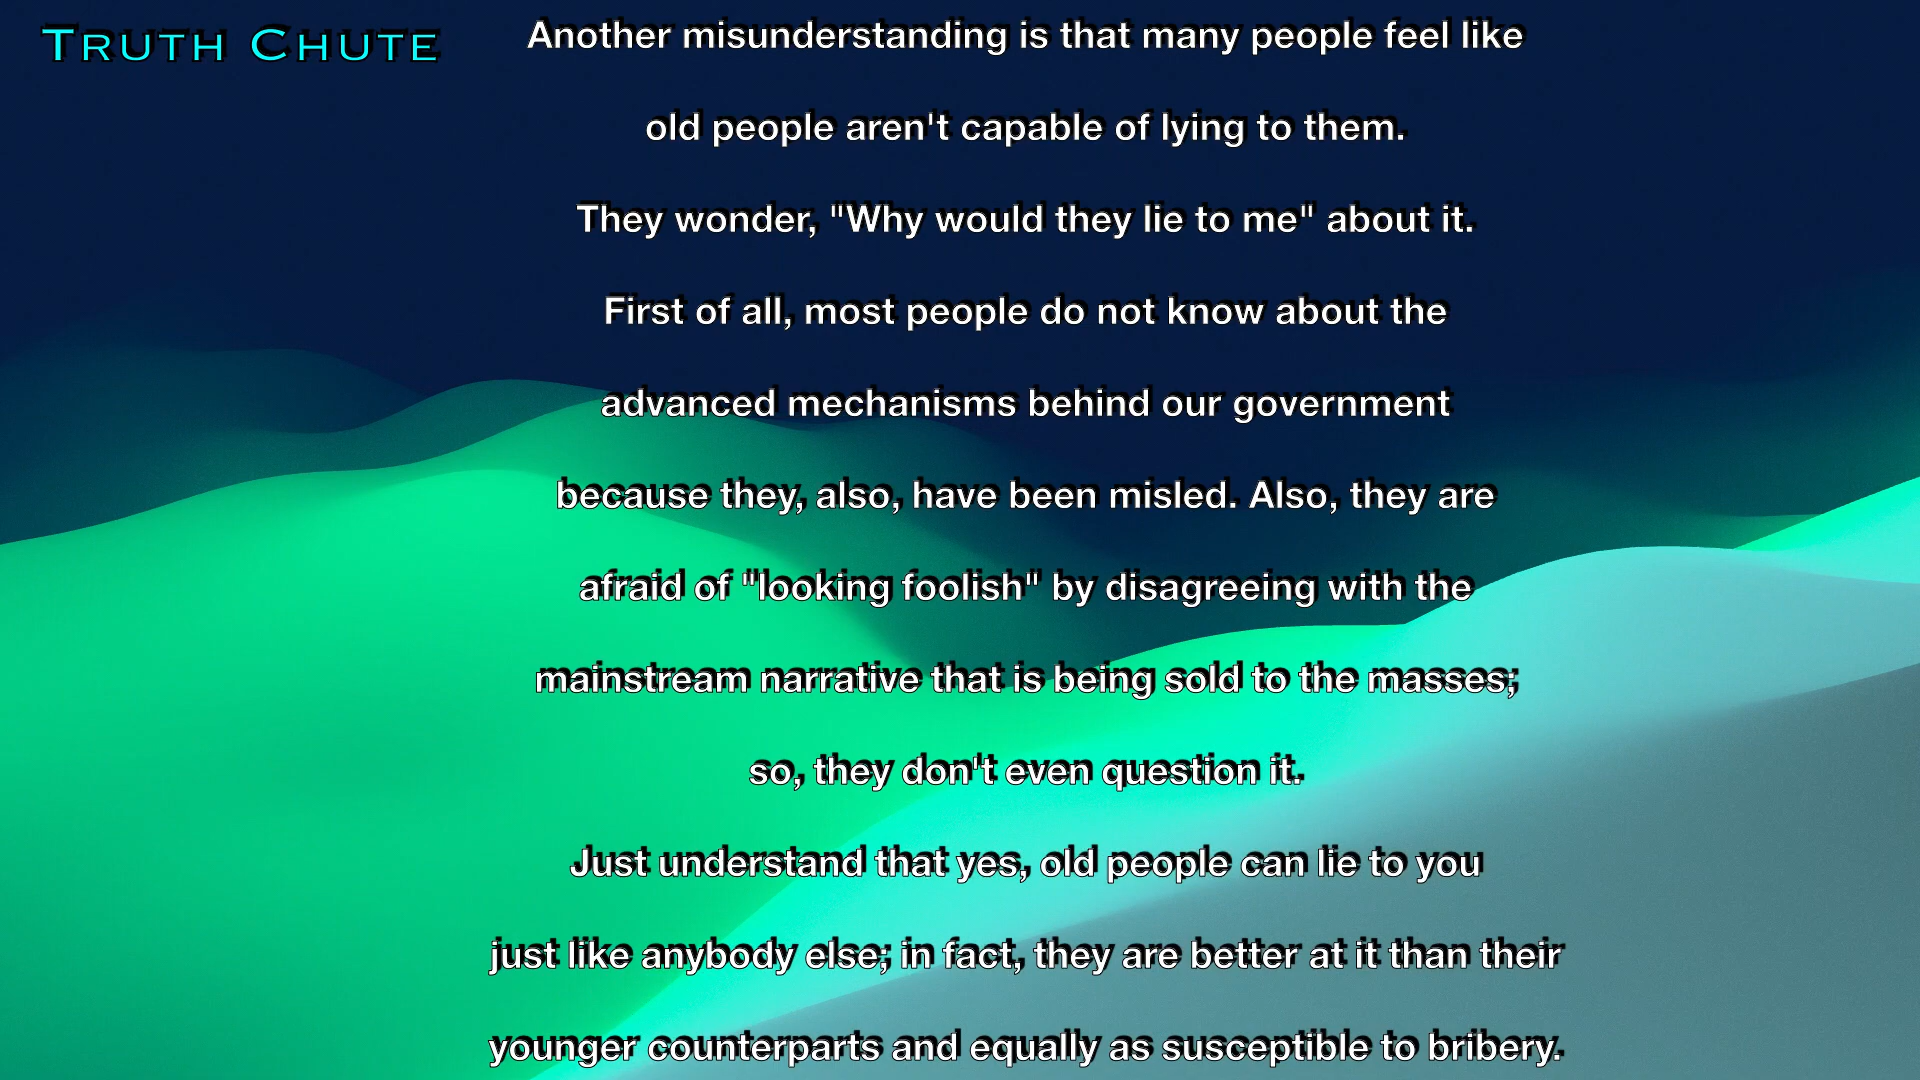 Truth Chute
Another misunderstanding is that many people feel like
old people aren't capable of lying to them.
They wonder, "Why would they lie to me" about it.
First of all, most people do not know about the
advanced mechanisms behind our government
because they, also, have been misled. Also, they are
afraid of "looking foolish" by disagreeing with the
mainstream narrative that is being sold to the masses;
so, they don't even question it.
Just understand that yes, old people can lie to you
just like anybody else; in fact, they are better at it than their
younger counterparts and equally as susceptible to bribery.